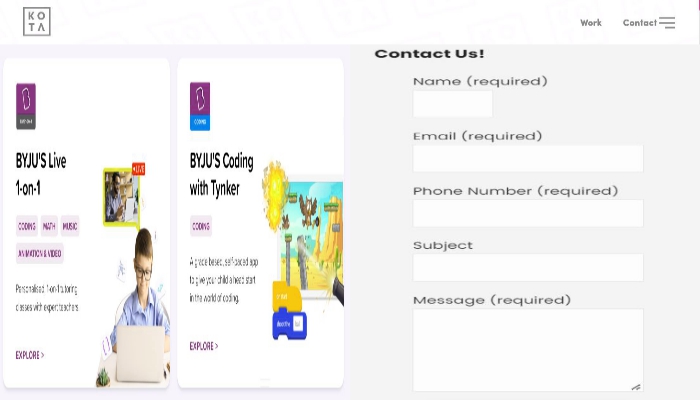 KO
TA
Work
Contact
BYJU'S Live
1-on-1
CODING
MATH
MUSIC
ANIMATION & VIDEO
Personalised 1-on-1 tutoring
classes with expert teachers
EXPLORE >
LIVE
BYJU'S Coding
with Tynker
CODING
A grade based, self-paced app
to give your child a head start
in the world of coding.
EXPLORE >
Contact Us!
Name (required)
Email (required)
Phone Number (required)
Subject
Message (required)